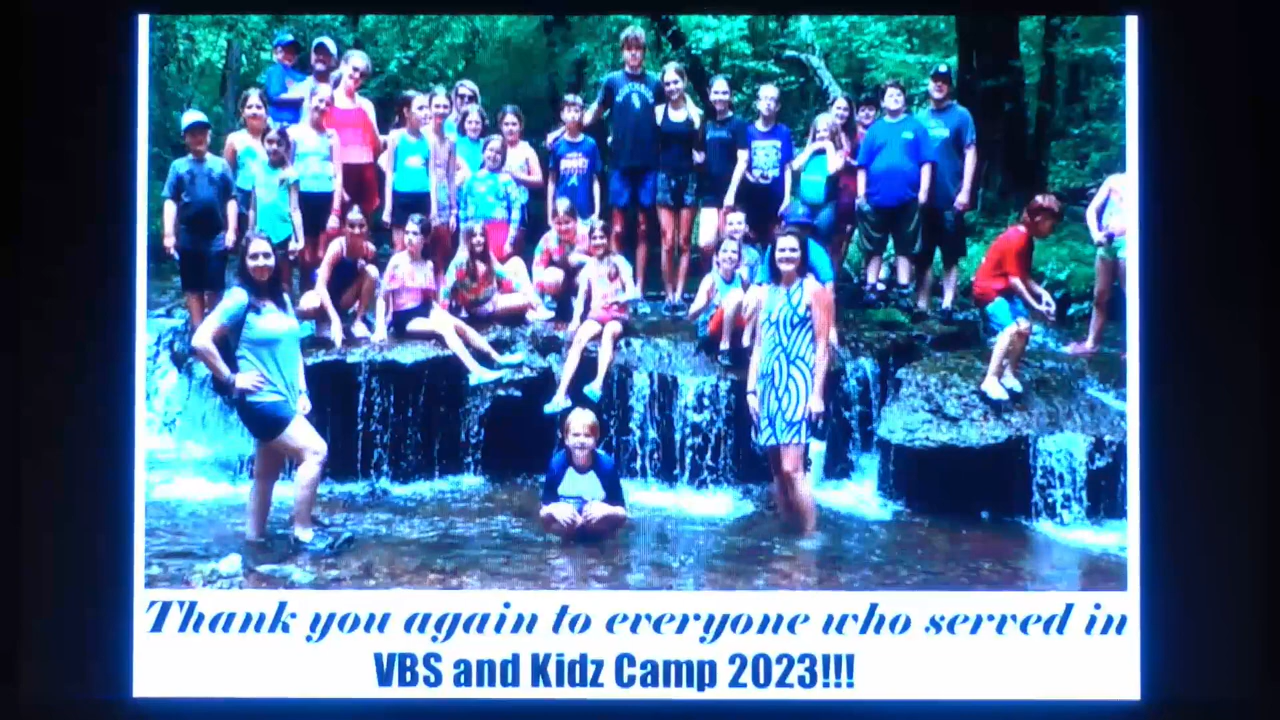 Thank you again to everyone who served in
VBS and Kidz Camp 2023!!!